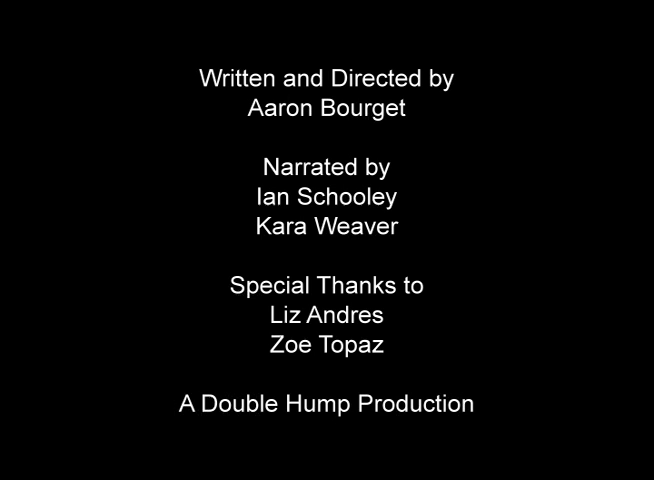 Written and Directed by
Aaron Bourget
Narrated by
Ian Schooley
Kara Weaver
Special Thanks to
Liz Andres
Zoe Topaz
A Double Hump Production